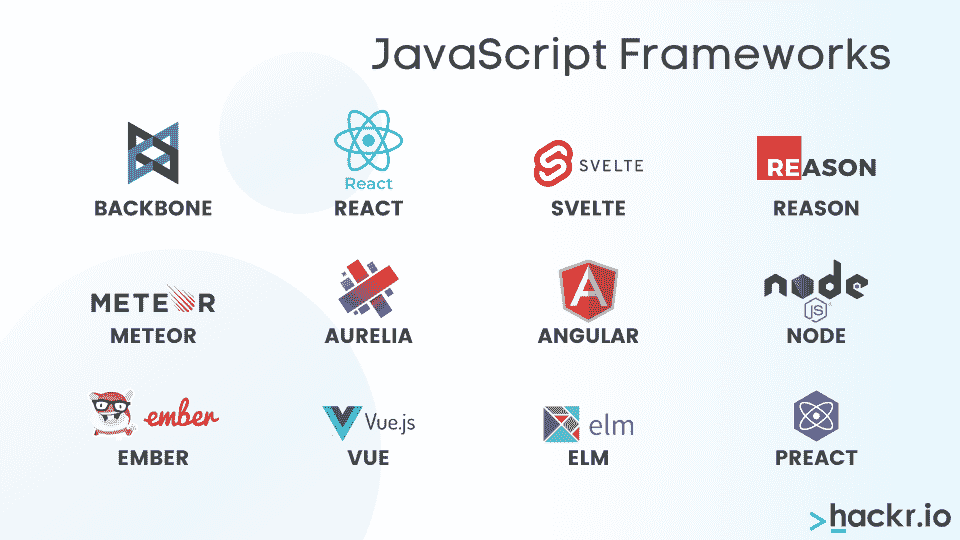 JavaScript Frameworks
BACKBONE
React
REACT
SVELTE
SVELTE
REASON
REASON
METEOR
METEOR
AURELIA
ANGULAR
node
JS
NODE
ember
EMBER
Vue.js
VUE
elm
ELM
PREACT
>hackr.io